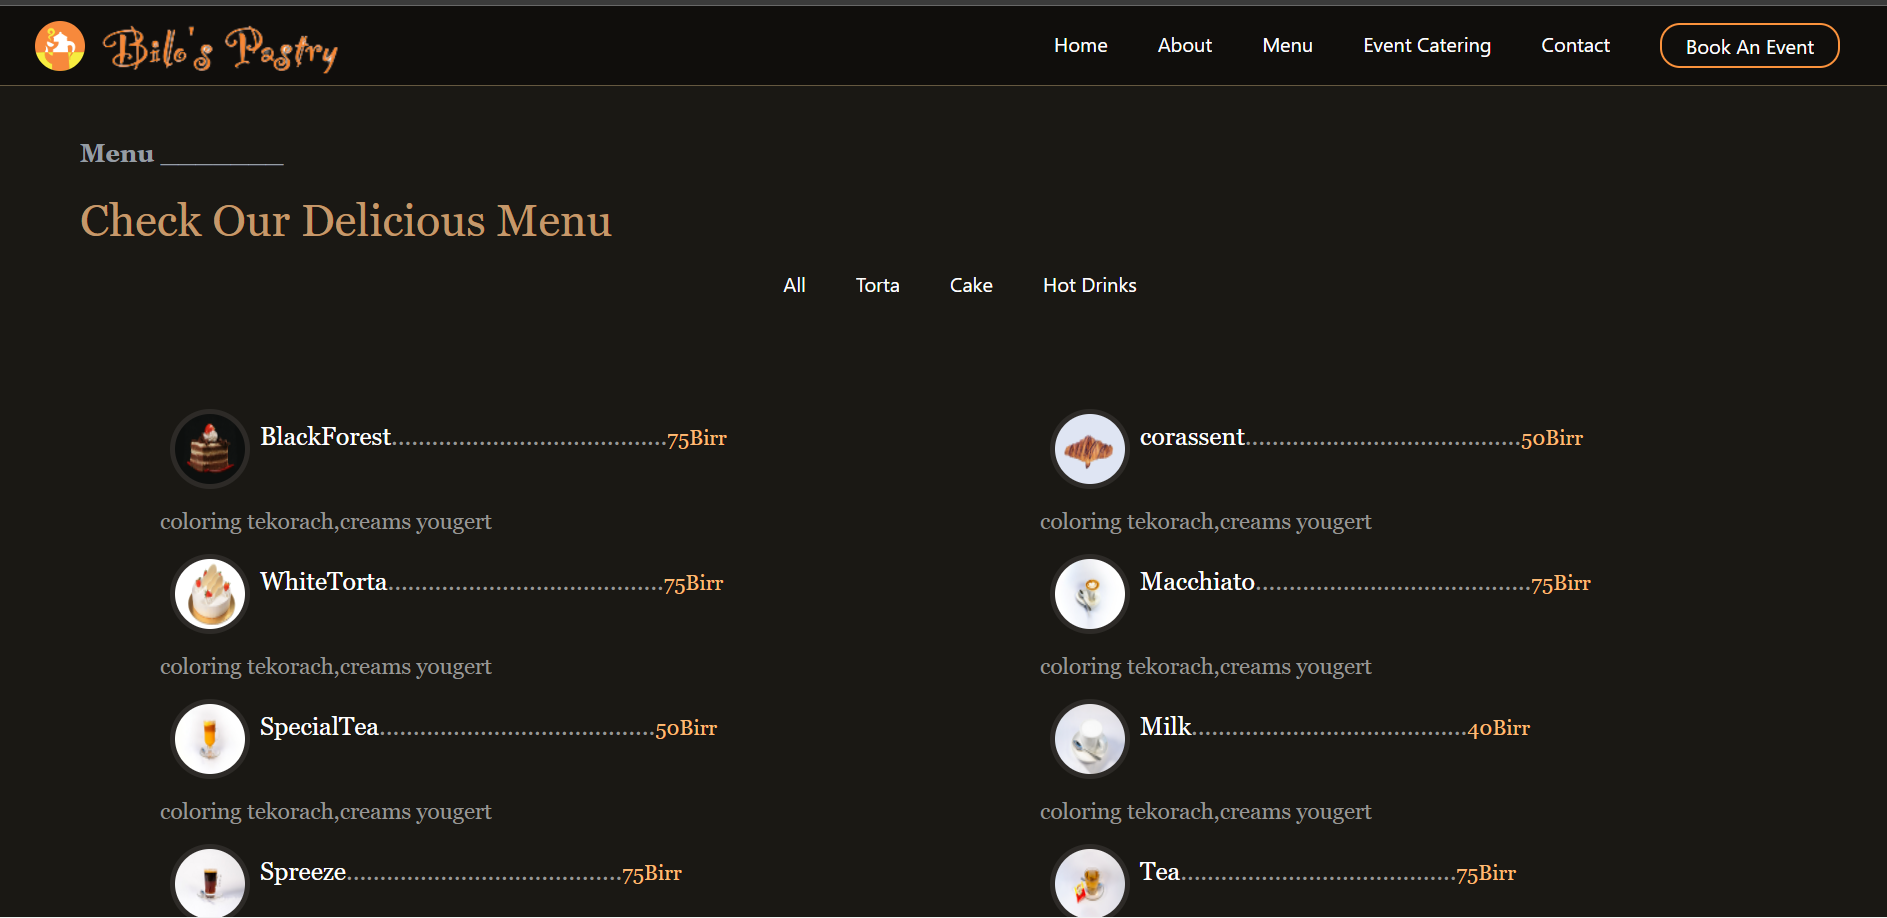 Bilo's Pastry
Home About Menu Event Catering Contact Book An Event
Menu __________
Check Our Delicious Menu
All Torta Cake Hot Drinks
BlackForest.........................................75Birr
corassent.........................................50Birr
coloring tekorach,creams yougert
coloring tekorach,creams yougert
WhiteTorta.........................................75Birr
Macchiato.........................................75Birr
coloring tekorach,creams yougert
coloring tekorach,creams yougert
SpecialTea.........................................50Birr
Milk.........................................40Birr
coloring tekorach,creams yougert
coloring tekorach,creams yougert
Spreeze.........................................75Birr
Tea.........................................75Birr